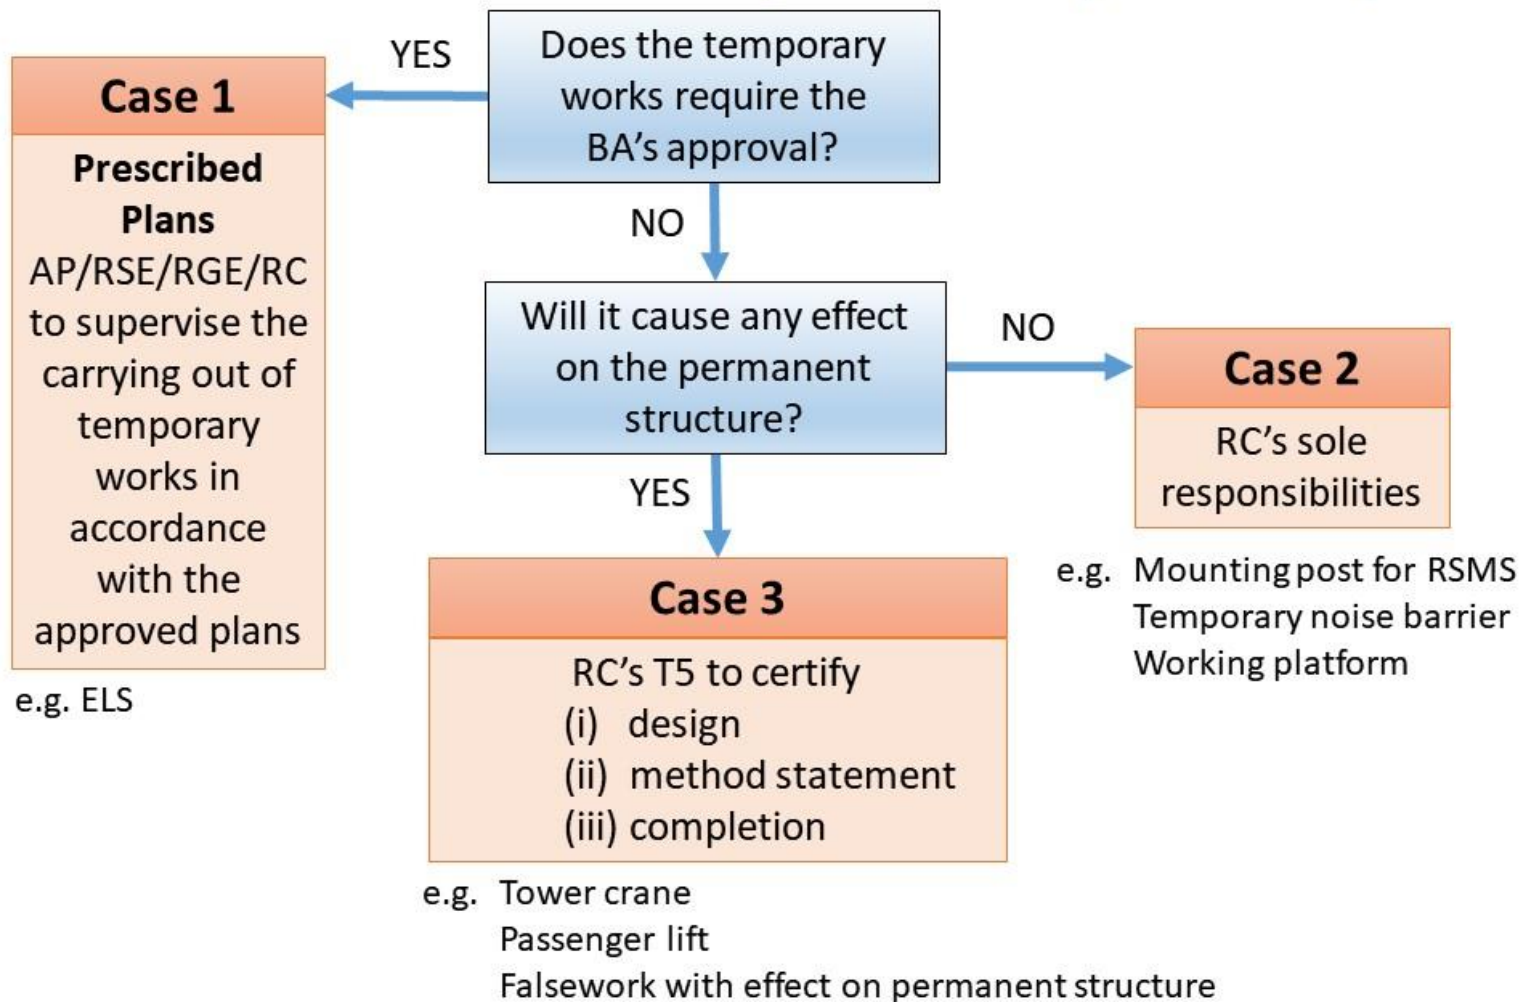 Does the temporary
works require the
BA’s approval?
YES
Case 1
Prescribed
Plans
AP/RSE/RGE/RC
to supervise the
carrying out of
temporary
works in
accordance
with the
approved plans
e.g. ELS
NO
Will it cause any effect
on the permanent
structure?
NO
Case 2
RC’s sole
responsibilities
e.g. Mounting post for RSMS
Temporary noise barrier
Working platform
YES
Case 3
RC’s T5 to certify
(i) design
(ii) method statement
(iii) completion
e.g. Tower crane
Passenger lift
Falsework with effect on permanent structure